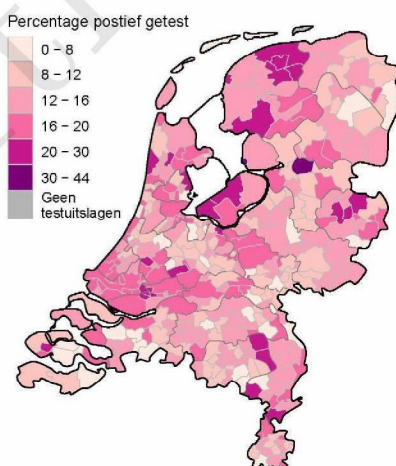 Percentage postief getest
0 – 8
8 – 12
12 – 16
16 – 20
20 – 30
30 – 44
Geen
testuitslagen